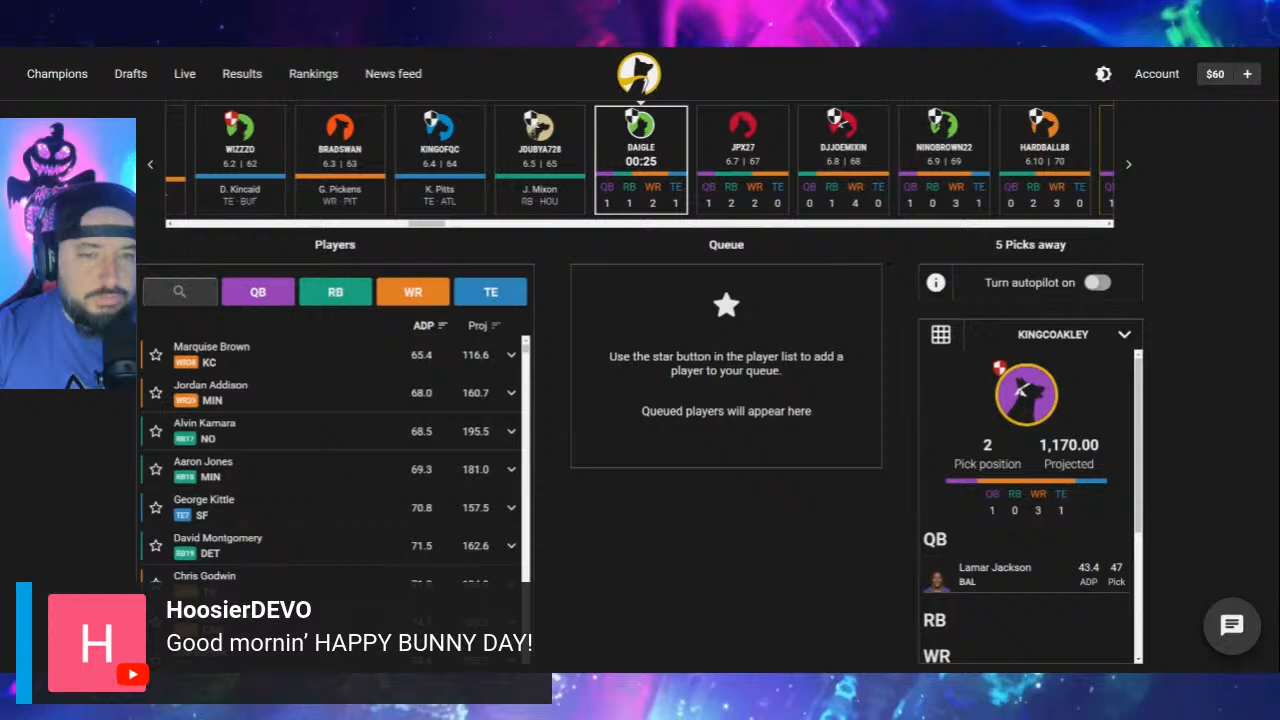 Champions Drafts Live Results Rankings News feed Account $60 +
WIZZZO BRADSWAN KINGOFQC JDUBYA728 DAIGLE JPX27 DJJOEMIXIN NINOBROWN22 HARDBALL88
6.2 | 62 6.3 | 63 6.4 | 64 6.5 | 65 00:25 6.7 | 67 6.8 | 68 6.9 | 69 6.10 | 70
D. Kincaid G. Pickens K. Pitts J. Mixon QB RB WR TE QB RB WR TE QB RB WR TE QB RB WR TE QB RB WR TE
TE - BUF WR - PIT TE - ATL RB - HOU 1 1 2 1 1 2 2 0 0 1 4 0 1 0 3 1 0 2 3 0
Players Queue 5 Picks away
QB RB WR TE
Turn autopilot on
ADP Proj
Marquise Brown
WR38 KC 65.4 116.6
Jordan Addison
MIN 68.0 160.7
Alvin Kamara
RB17 NO 68.5 195.5
Aaron Jones
RB18 MIN 69.3 181.0
George Kittle
TE7 SF 70.8 157.5
David Montgomery
RB19 DET 71.5 162.6
Chris Godwin
Use the star button in the player list to add a
player to your queue.
Queued players will appear here
KINGCOAKLEY
K
2 1,170.00
Pick position Projected
QB RB WR TE
1 0 3 1
QB
Lamar Jackson 43.4 47
BAL ADP Pick
RB
WR
H
HoosierDEVO
Good mornin’ HAPPY BUNNY DAY!